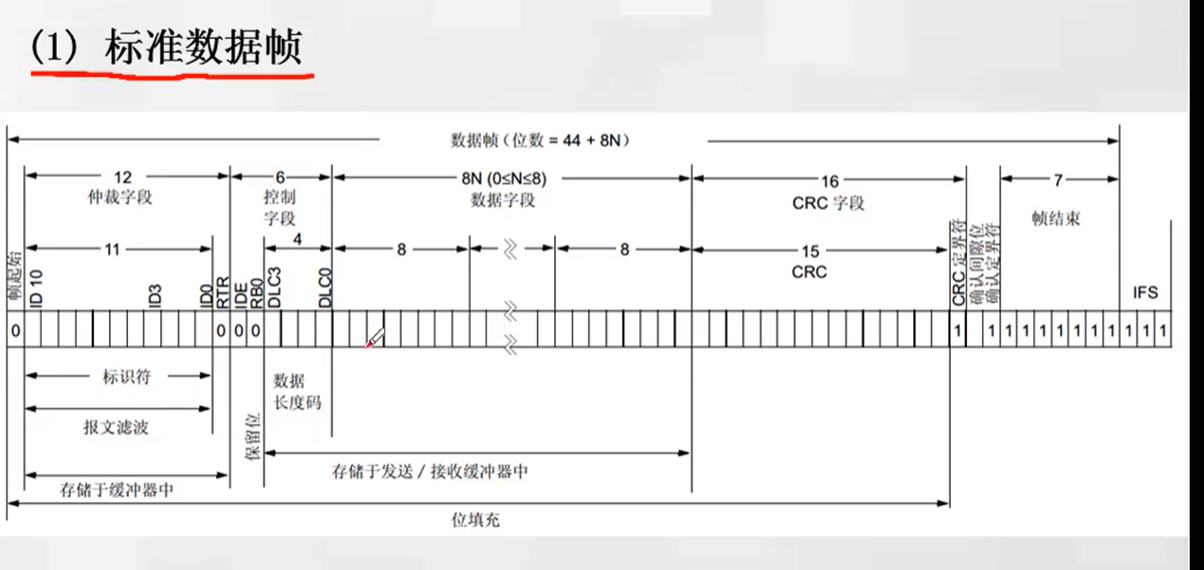 (1) 标准数据帧
数据帧（位数 = 44 + 8N）
12
仲裁字段
6
控制
字段
8N (0≤N≤8)
数据字段
16
CRC 字段
7
帧结束
11
4
8
8
15
CRC
帧起始
ID 10
ID3
ID0
RTR
IDE
RB0
DLC3
DLC0
CRC 定界符
确认间隙位
确认定界符
IFS
0 0 0 0 1 1 1 1 1 1 1 1 1 1 1 1
标识符
数据
长度码
报文滤波
保留位
存储于发送 / 接收缓冲器中
存储于缓冲器中
位填充